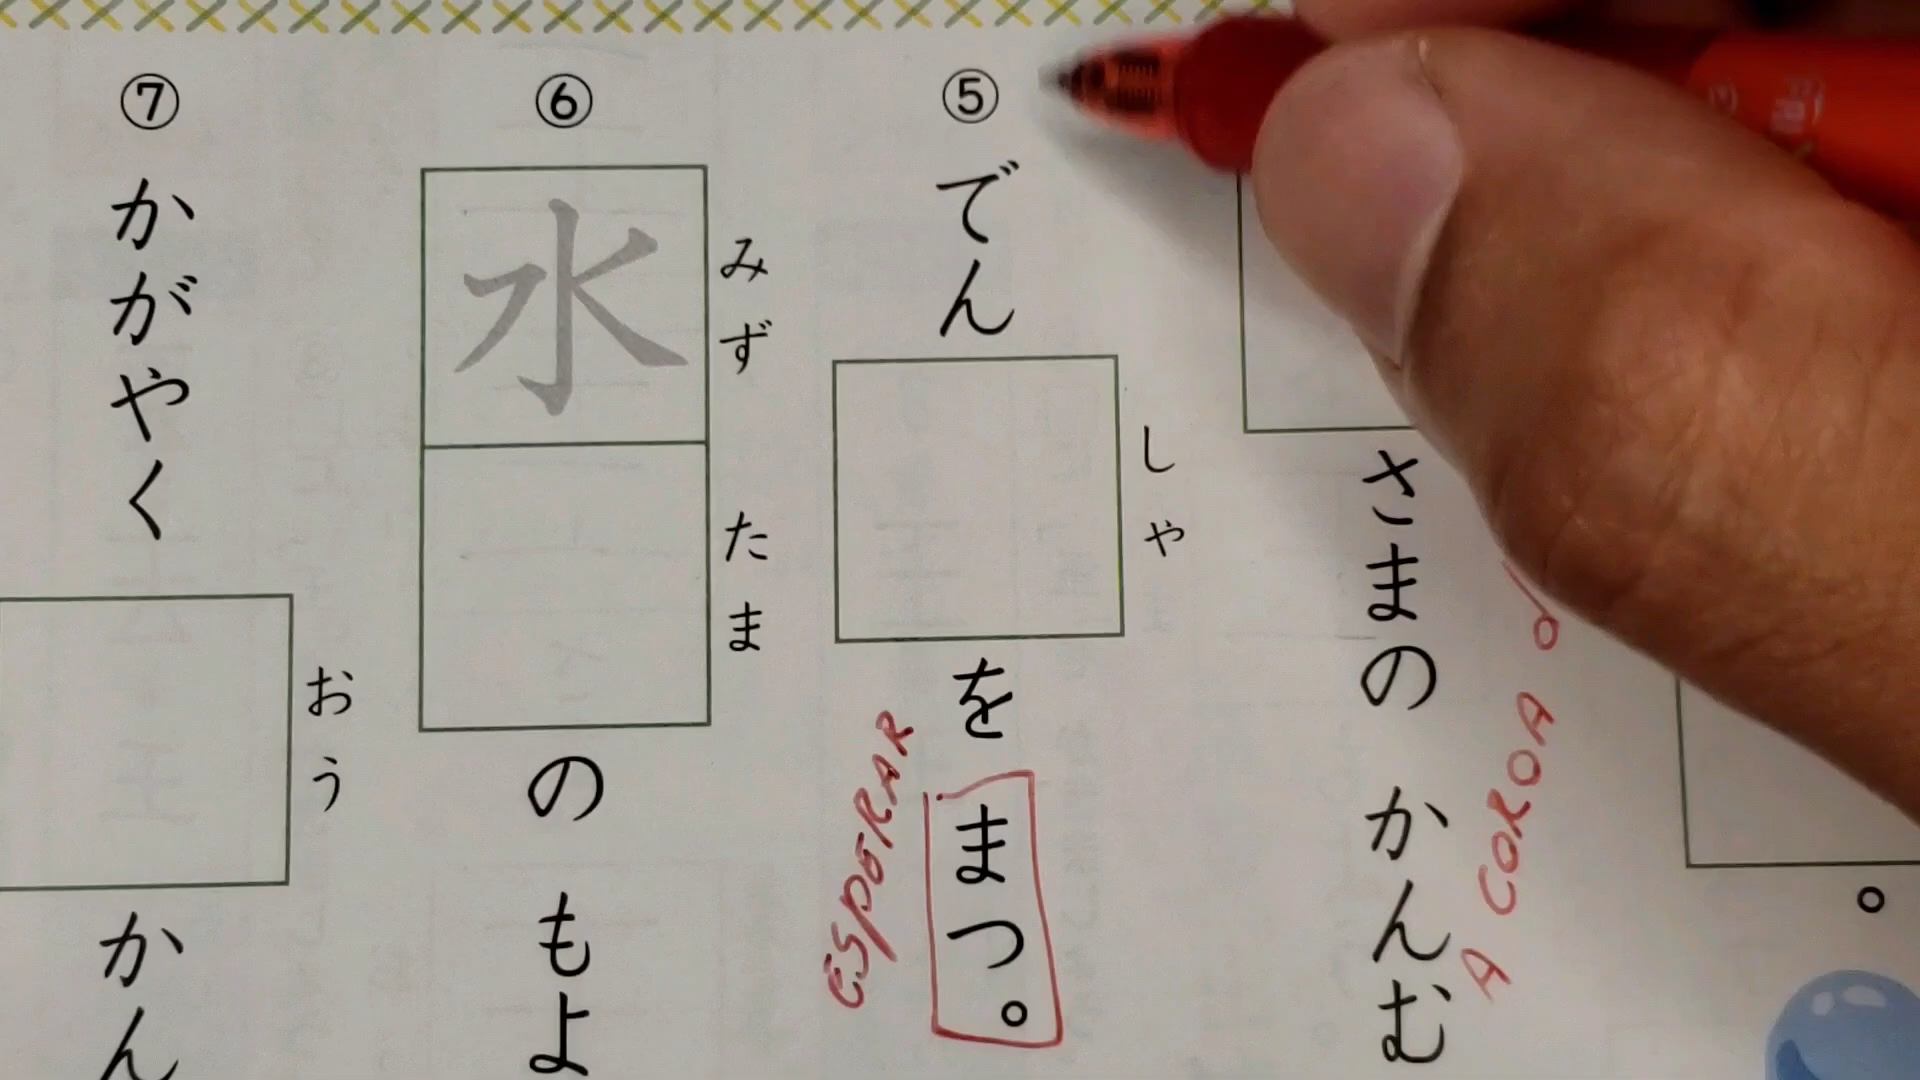 さまの かんむ
A COROA
。
⑤
でん
しゃ
を まつ。
ESPERAR
⑥
水
みず
たま
の もよ
⑦
かがやく
おう
かん